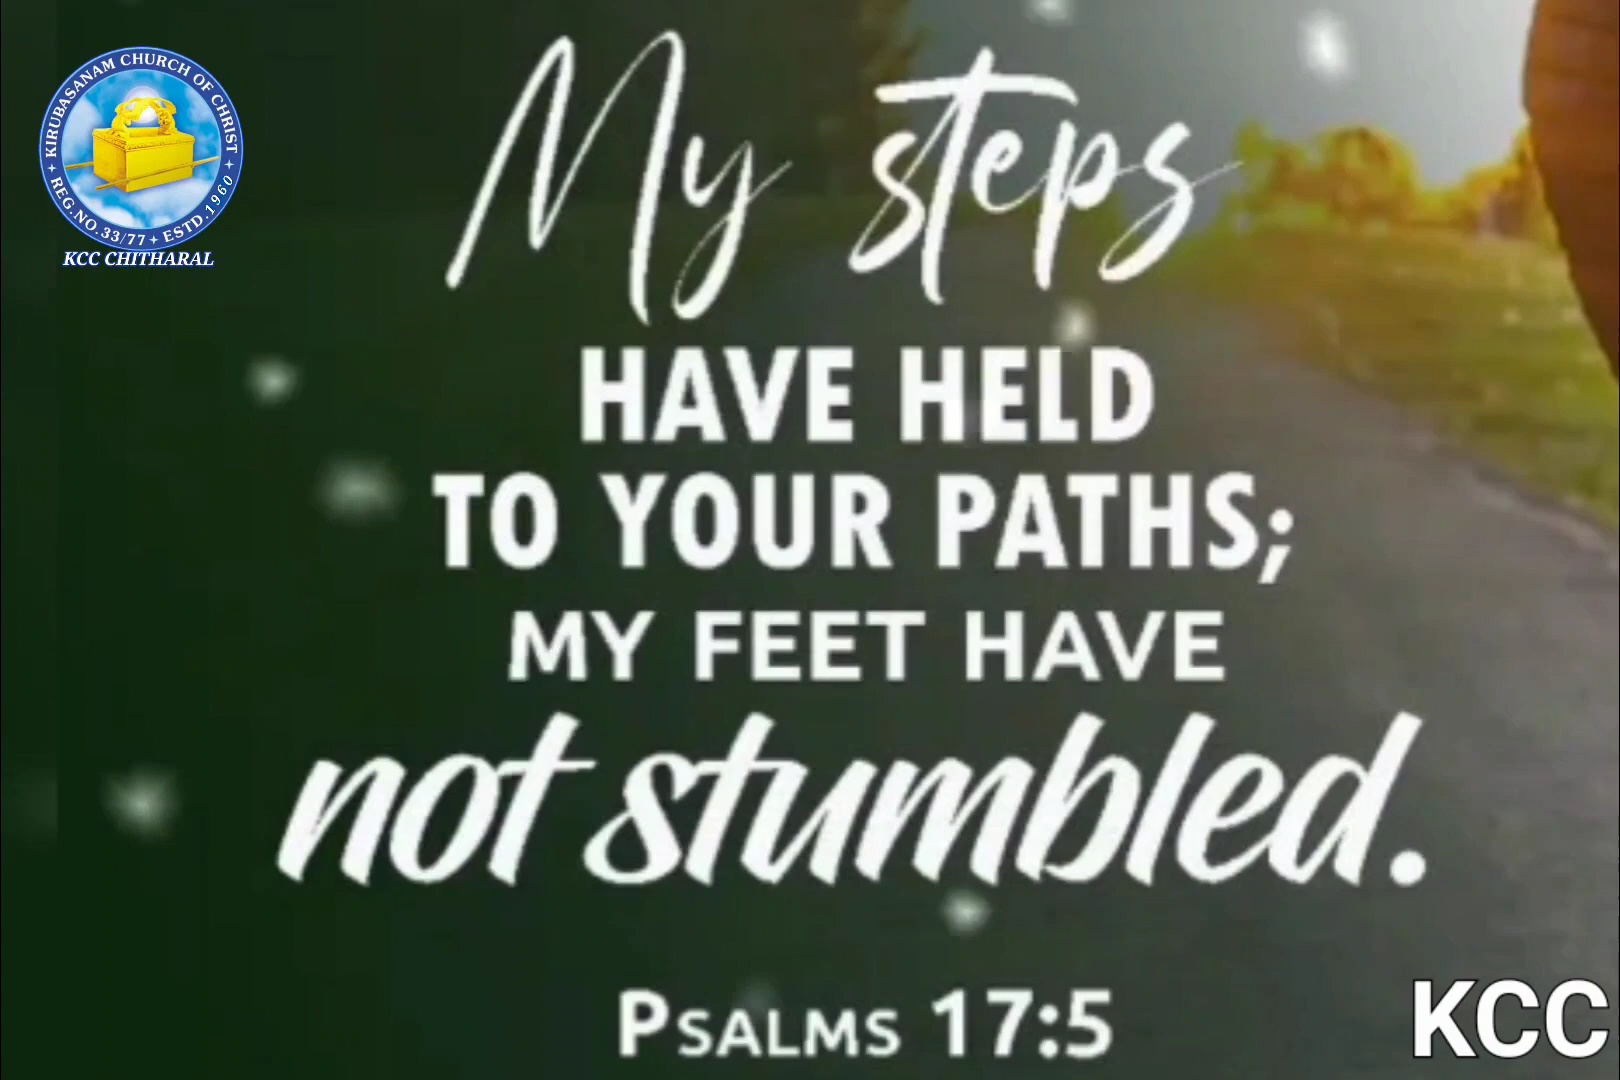 KIRUBASANAM CHURCH OF CHRIST
REG.NO.33/77 + ESTD.1960
KCC CHITHARAL
My steps
HAVE HELD
TO YOUR PATHS;
MY FEET HAVE
not stumbled.
PSALMS 17:5
KCC